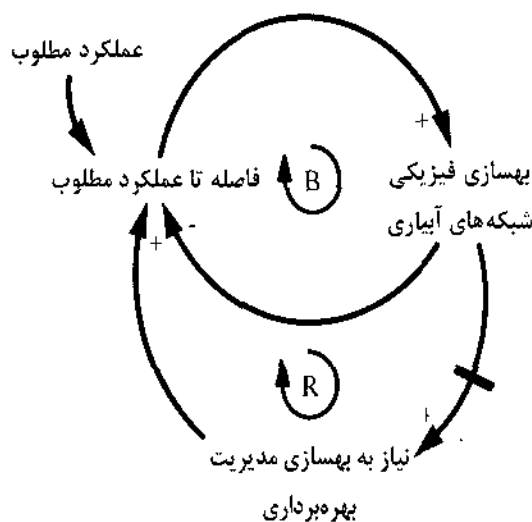 عملکرد مطلوب
+
فاصله تا عملکرد مطلوب
B
بهسازی فیزیکی
شبکه‌های آبیاری
+
-
R
+
نیاز به بهسازی مدیریت
بهره‌برداری